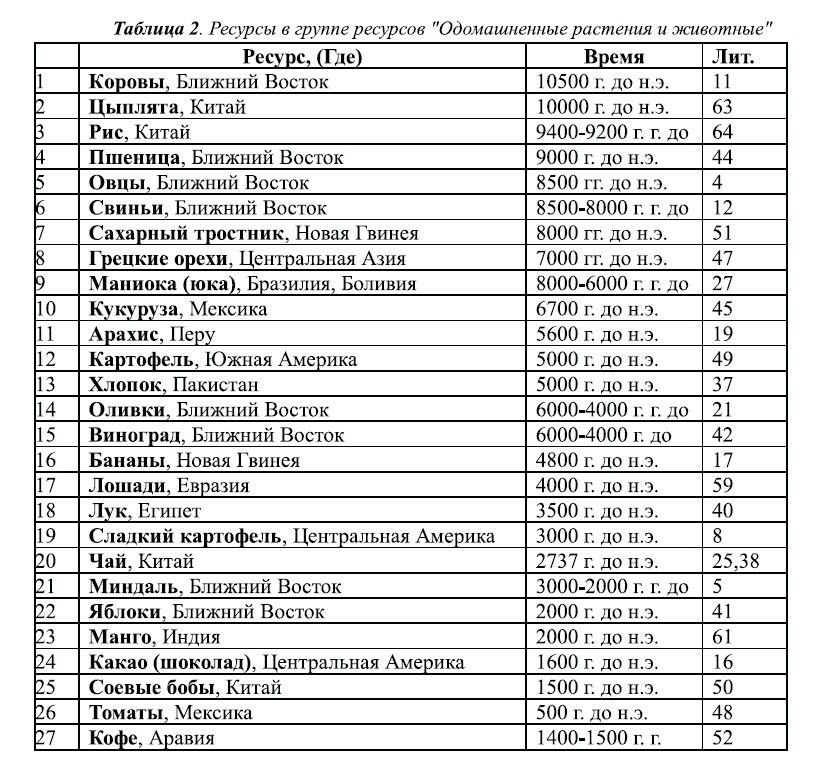 Таблица 2. Ресурсы в группе ресурсов "Одомашненные растения и животные"
Ресурс, (Где) Время Лит.
1 Коровы, Ближний Восток 10500 г. до н.э. 11
2 Цыплята, Китай 10000 г. до н.э. 63
3 Рис, Китай 9400-9200 г. г. до 64
4 Пшеница, Ближний Восток 9000 г. до н.э. 44
5 Овцы, Ближний Восток 8500 гг. до н.э. 4
6 Свиньи, Ближний Восток 8500-8000 г. г. до 12
7 Сахарный тростник, Новая Гвинея 8000 гг. до н.э. 51
8 Грецкие орехи, Центральная Азия 7000 гг. до н.э. 47
9 Маниока (юка), Бразилия, Боливия 8000-6000 г. г. до 27
10 Кукуруза, Мексика 6700 г. до н.э. 45
11 Арахис, Перу 5600 г. до н.э. 19
12 Картофель, Южная Америка 5000 г. до н.э. 49
13 Хлопок, Пакистан 5000 г. до н.э. 37
14 Оливки, Ближний Восток 6000-4000 г. г. до 21
15 Виноград, Ближний Восток 6000-4000 г. до 42
16 Бананы, Новая Гвинея 4800 г. до н.э. 17
17 Лошади, Евразия 4000 г. до н.э. 59
18 Лук, Египет 3500 г. до н.э. 40
19 Сладкий картофель, Центральная Америка 3000 г. до н.э. 8
20 Чай, Китай 2737 г. до н.э. 25,38
21 Миндаль, Ближний Восток 3000-2000 г. г. до 5
22 Яблоки, Ближний Восток 2000 г. до н.э. 41
23 Манго, Индия 2000 г. до н.э. 61
24 Какао (шоколад), Центральная Америка 1600 г. до н.э. 16
25 Соевые бобы, Китай 1500 г. до н.э. 50
26 Томаты, Мексика 500 г. до н.э. 48
27 Кофе, Аравия 1400-1500 г. г. 52